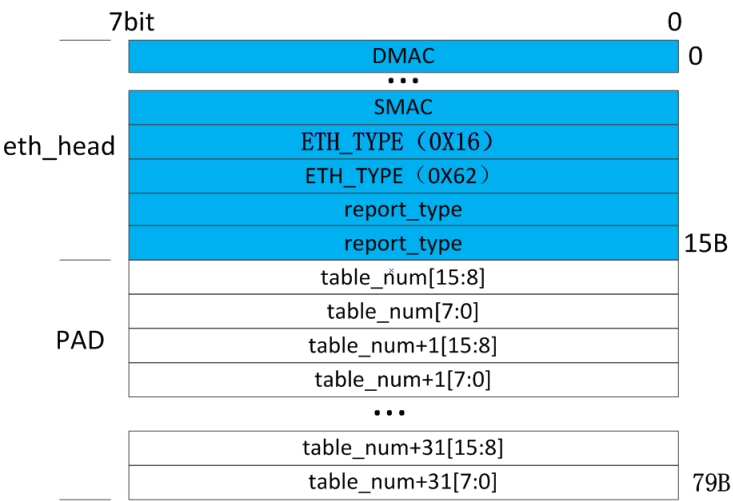 7bit 0
DMAC 0
...
SMAC
eth_head
ETH_TYPE（0X16）
ETH_TYPE（0X62）
report_type
report_type 15B
table_num[15:8]
table_num[7:0]
PAD
table_num+1[15:8]
table_num+1[7:0]
...
table_num+31[15:8]
table_num+31[7:0] 79B